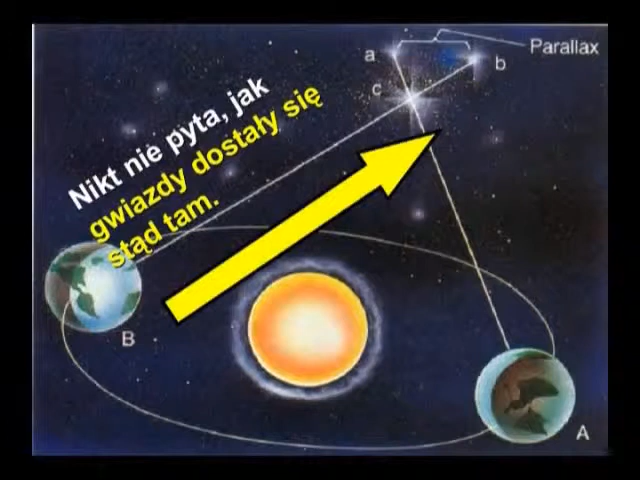 Parallax
a
b
c
Nikt nie pyta, jak
gwiazdy dostały się
stąd tam.
B
A